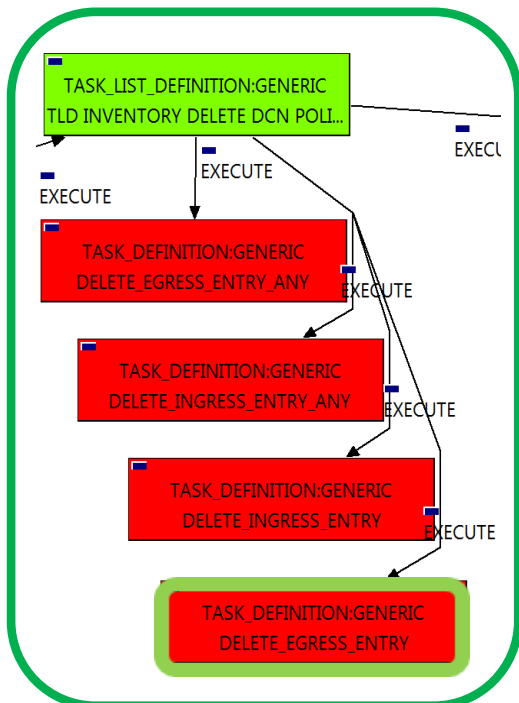 TASK_LIST_DEFINITION:GENERIC
TLD INVENTORY DELETE DCN POLI...
EXECU
EXECUTE
EXECUTE
TASK_DEFINITION:GENERIC
DELETE_EGRESS_ENTRY_ANY
EXECUTE
TASK_DEFINITION:GENERIC
DELETE_INGRESS_ENTRY_ANY
EXECUTE
TASK_DEFINITION:GENERIC
DELETE_INGRESS_ENTRY
EXECUTE
TASK_DEFINITION:GENERIC
DELETE_EGRESS_ENTRY